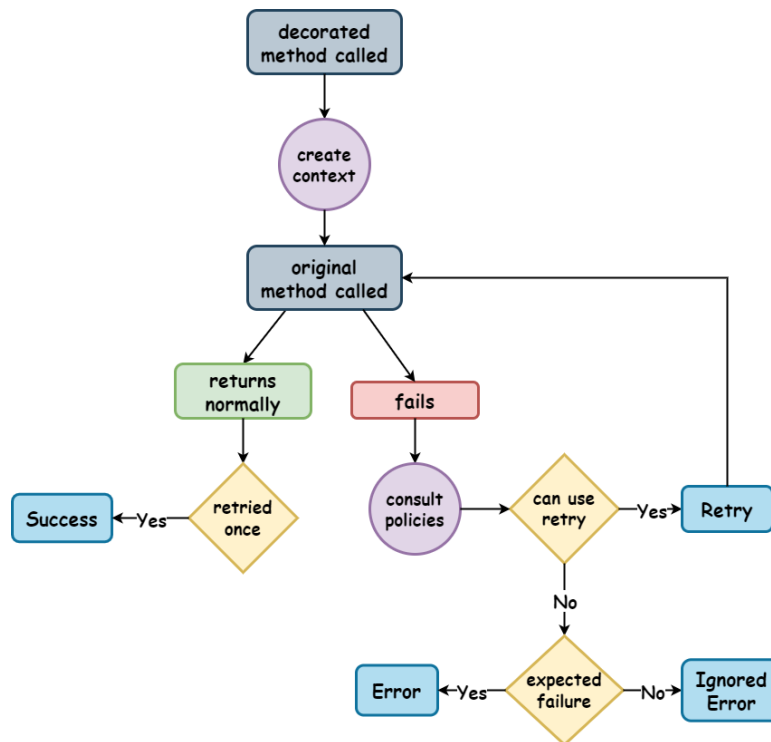 decorated
method called
create
context
original
method called
returns
normally
fails
retried
once
Yes
Success
consult
policies
can use
retry
Yes
Retry
No
expected
failure
Yes
Error
No
Ignored
Error